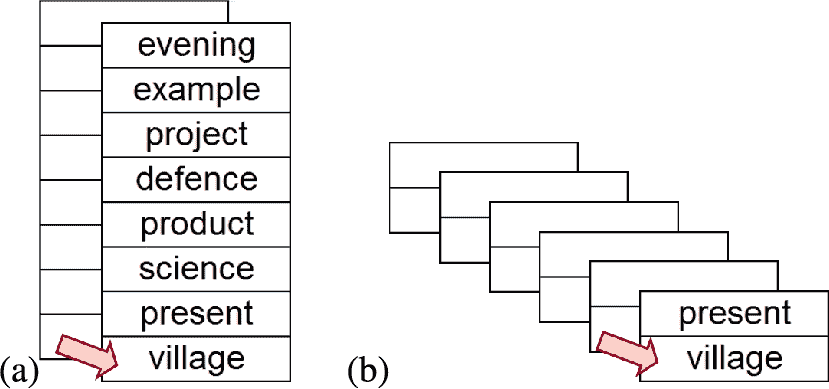 evening
example
project
defence
product
science
present
village
(a)
present
village
(b)